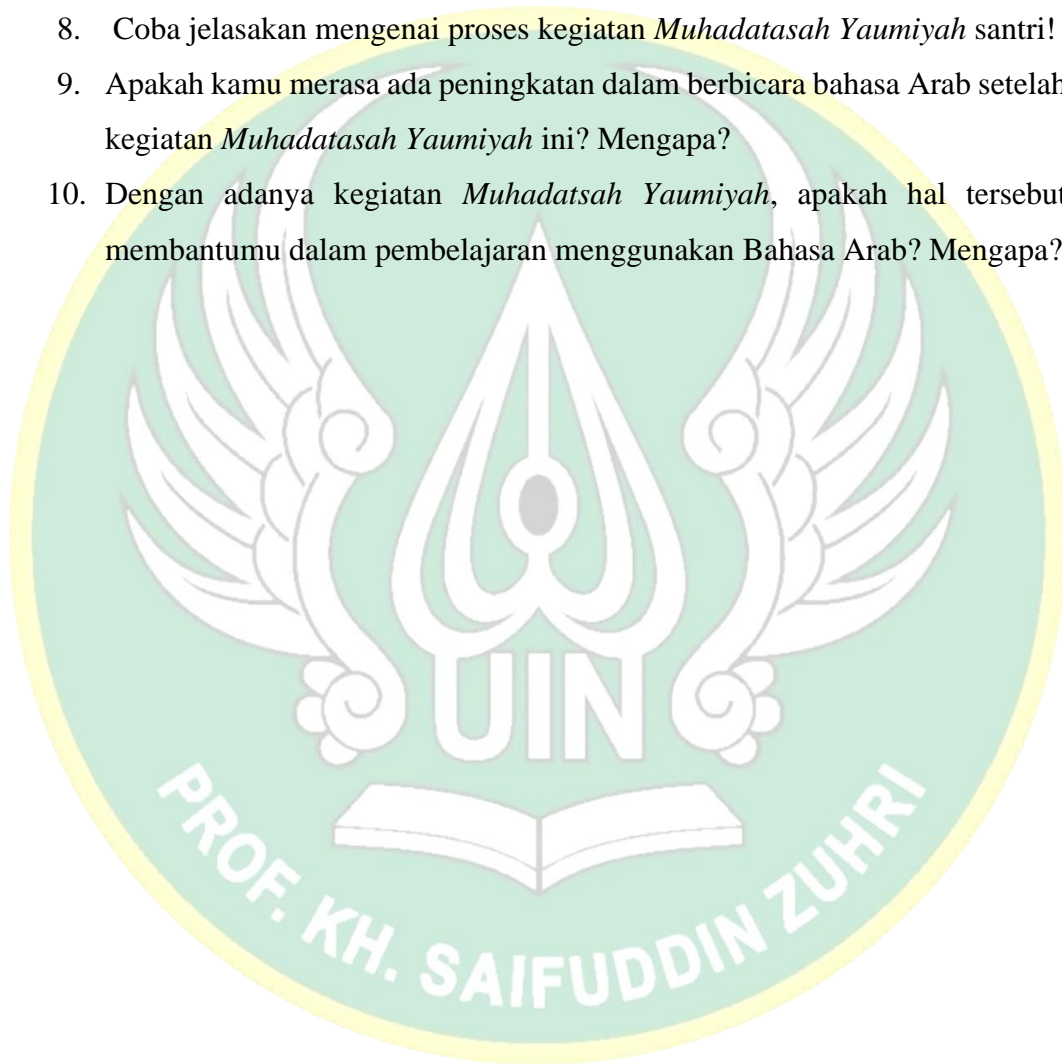 8. Coba jelasakan mengenai proses kegiatan Muhadatasah Yaumiyah santri!
9. Apakah kamu merasa ada peningkatan dalam berbicara bahasa Arab setelah
kegiatan Muhadatasah Yaumiyah ini? Mengapa?
10. Dengan adanya kegiatan Muhadatsah Yaumiyah, apakah hal tersebut
membantumu dalam pembelajaran menggunakan Bahasa Arab? Mengapa?
UIN
PROF. KH. SAIFUDDIN ZUHRI